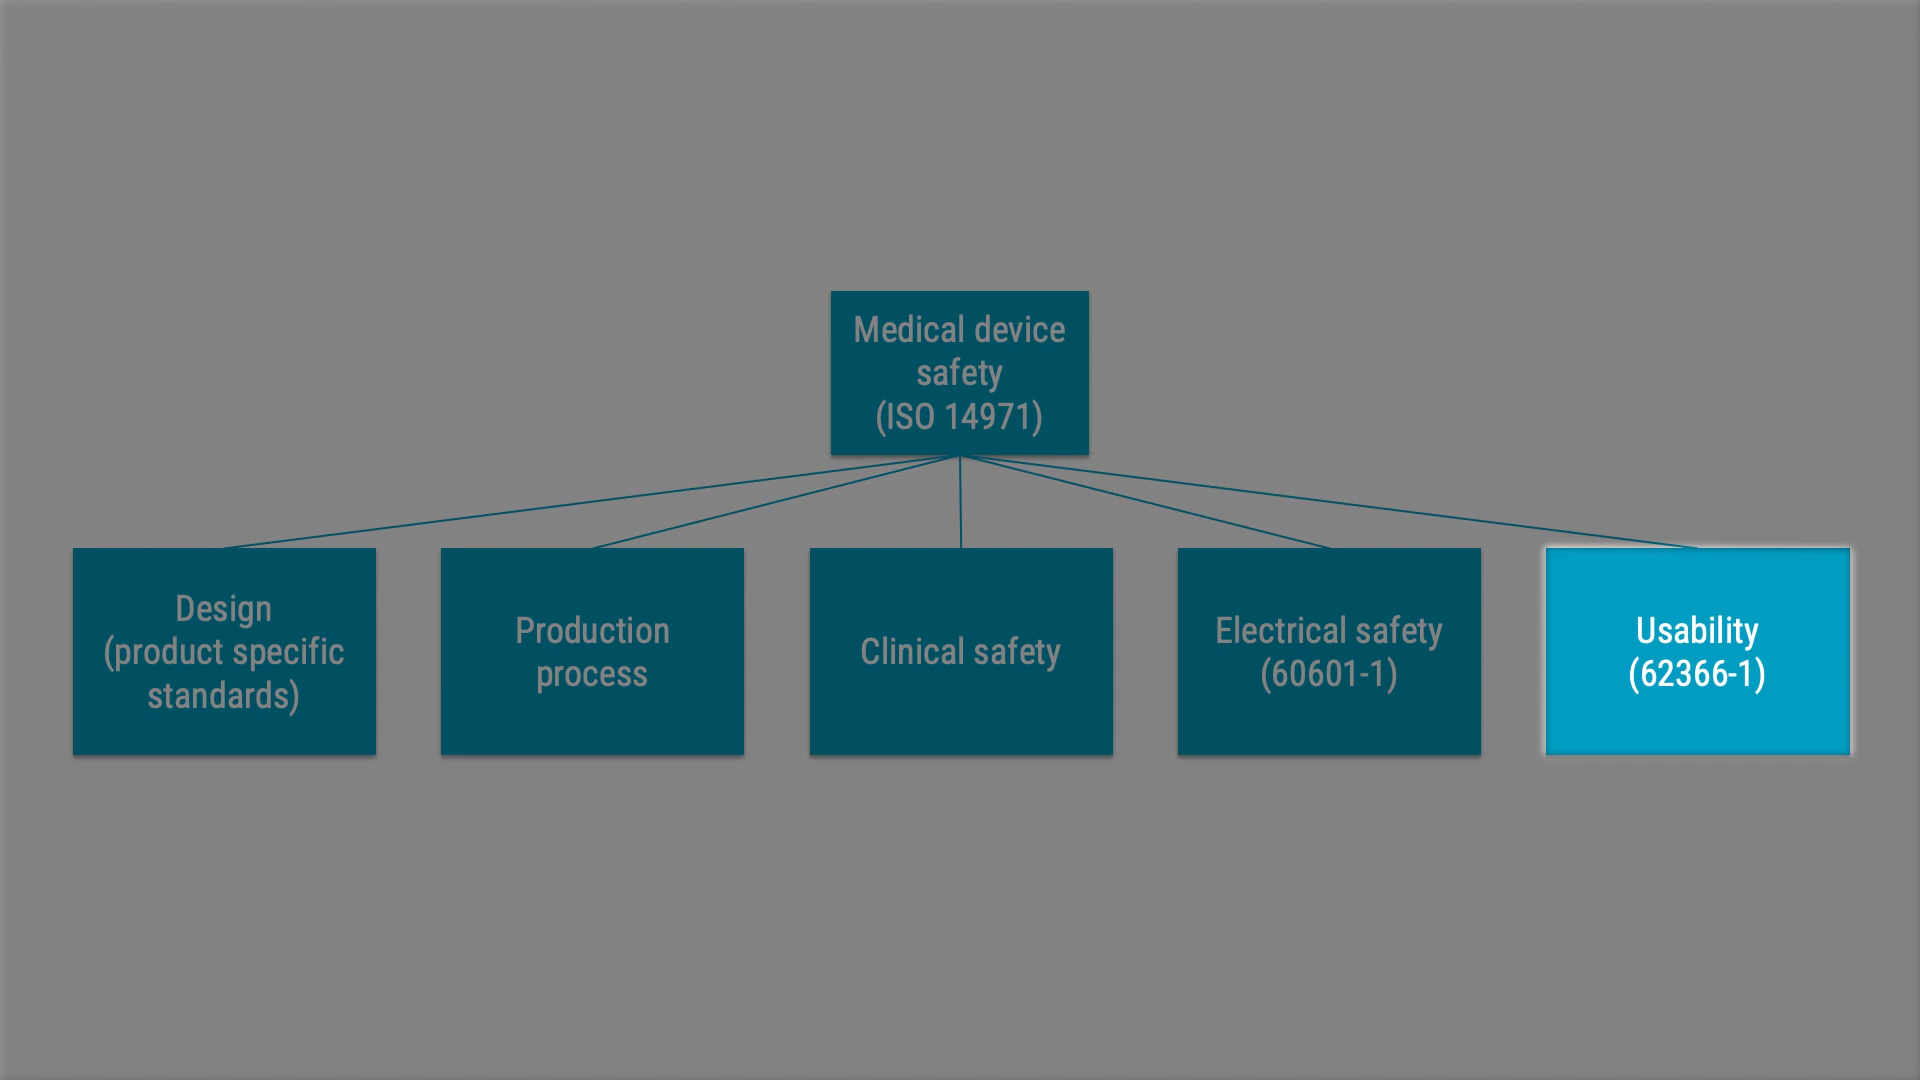 Medical device
safety
(ISO 14971)
Design
(product specific
standards)
Production
process
Clinical safety
Electrical safety
(60601-1)
Usability
(62366-1)